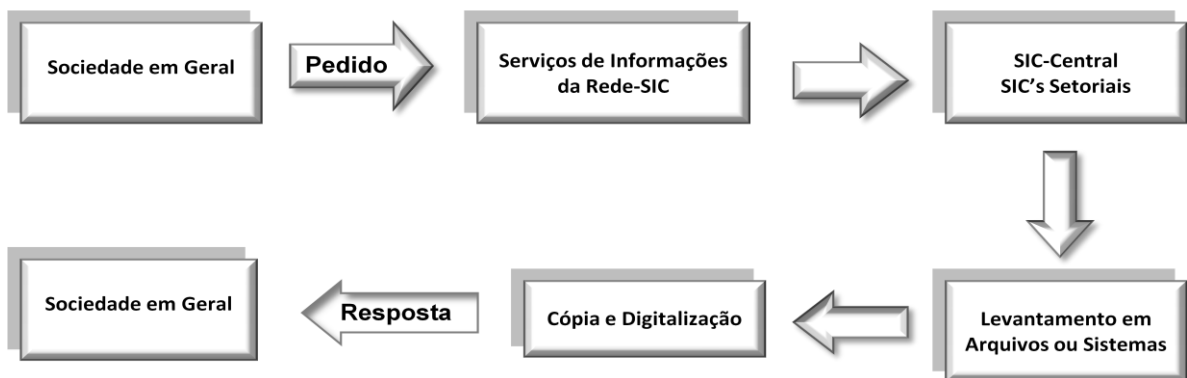 Sociedade em Geral
Pedido
Serviços de Informações
da Rede-SIC
SIC-Central
SIC's Setoriais
Levantamento em
Arquivos ou Sistemas
Cópia e Digitalização
Resposta
Sociedade em Geral